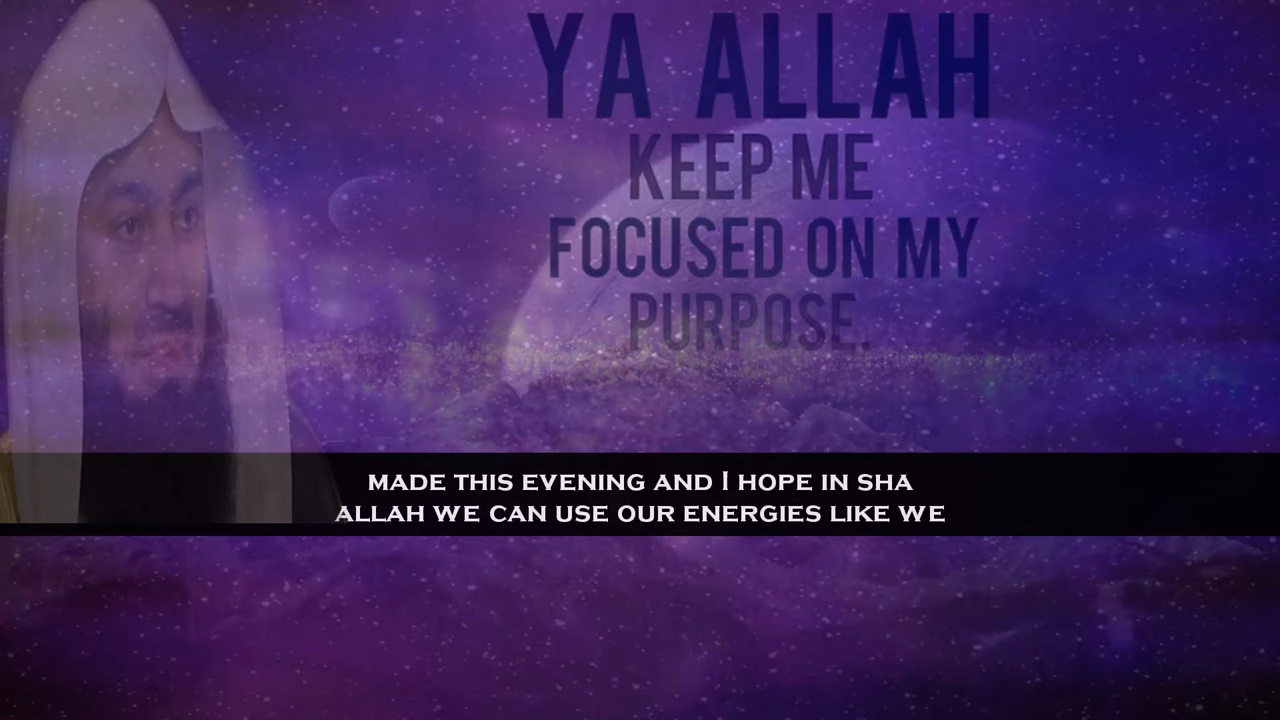 YA ALLAH
KEEP ME
FOCUSED ON MY
PURPOSE.
MADE THIS EVENING AND I HOPE IN SHA
ALLAH WE CAN USE OUR ENERGIES LIKE WE